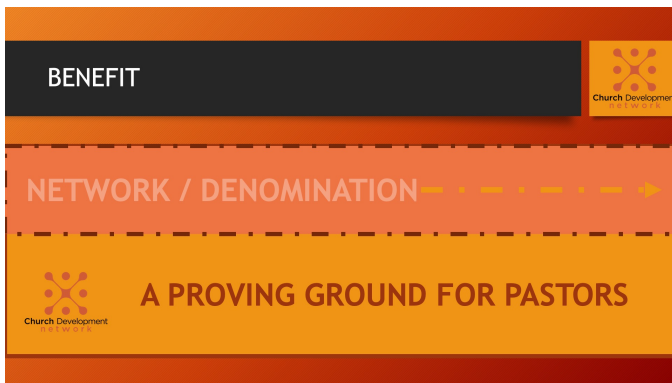 BENEFIT
Church Development
network
NETWORK / DENOMINATION
A PROVING GROUND FOR PASTORS
Church Development
network